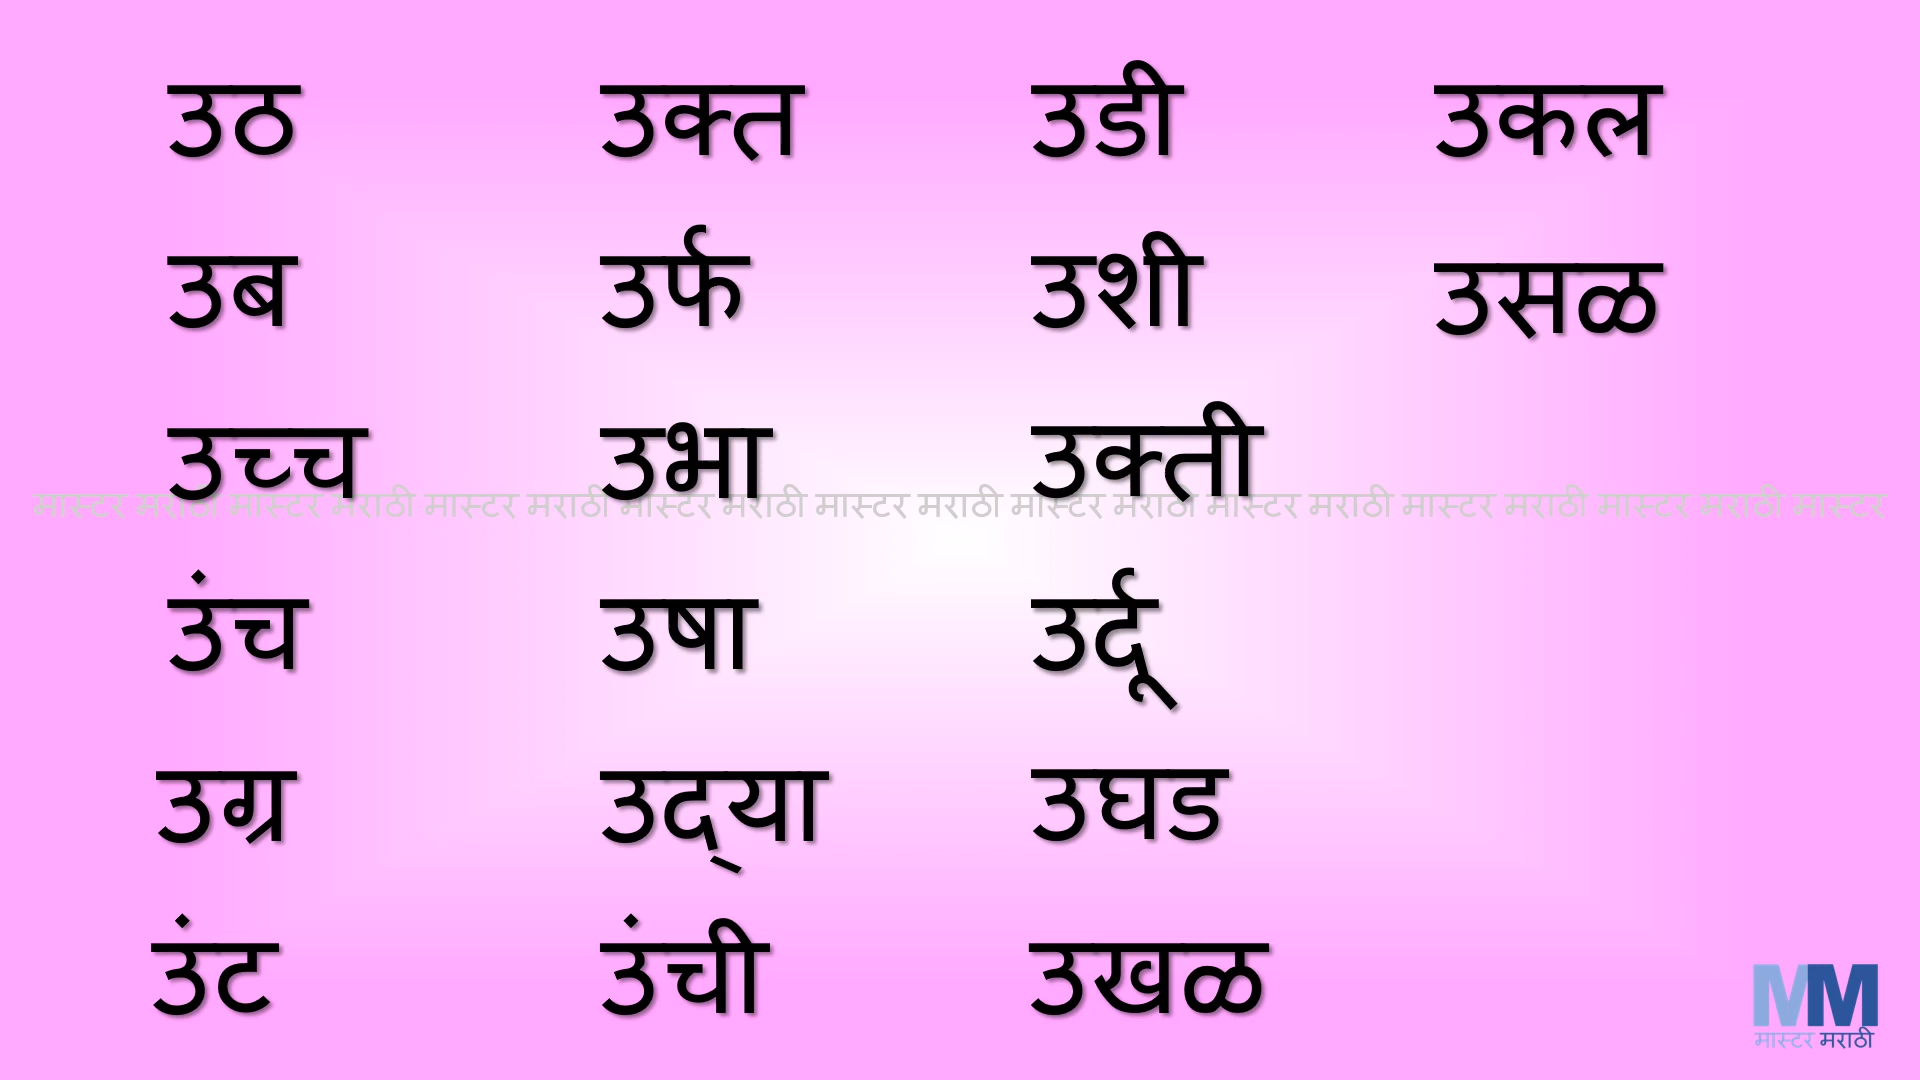 उठ उक्त उडी उकल
उब उर्फ उशी उसळ
उच्च उभा उक्ती
मास्टर मराठी मास्टर मराठी मास्टर मराठी मास्टर मराठी मास्टर मराठी मास्टर मराठी मास्टर मराठी मास्टर मराठी मास्टर मराठी मास्टर
उंच उषा उर्दू
उग्र उद्‌या उघड
उंट उंची उखळ
MM
मास्टर मराठी